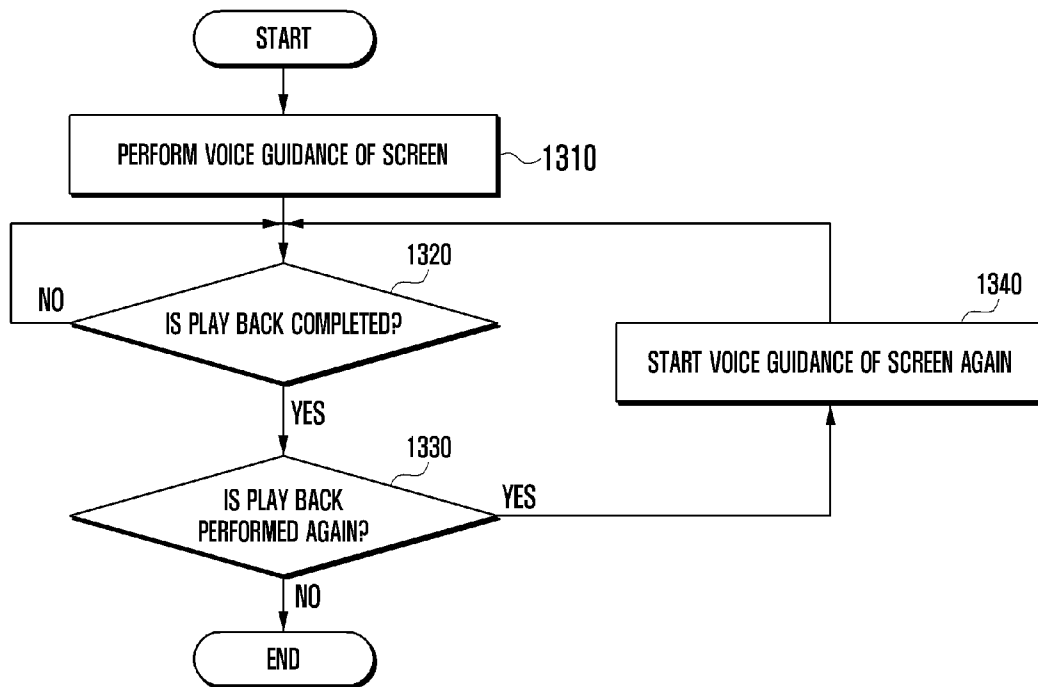 START
PERFORM VOICE GUIDANCE OF SCREEN
1310
1320
NO
IS PLAY BACK COMPLETED?
1340
START VOICE GUIDANCE OF SCREEN AGAIN
YES
1330
IS PLAY BACK
PERFORMED AGAIN?
YES
NO
END